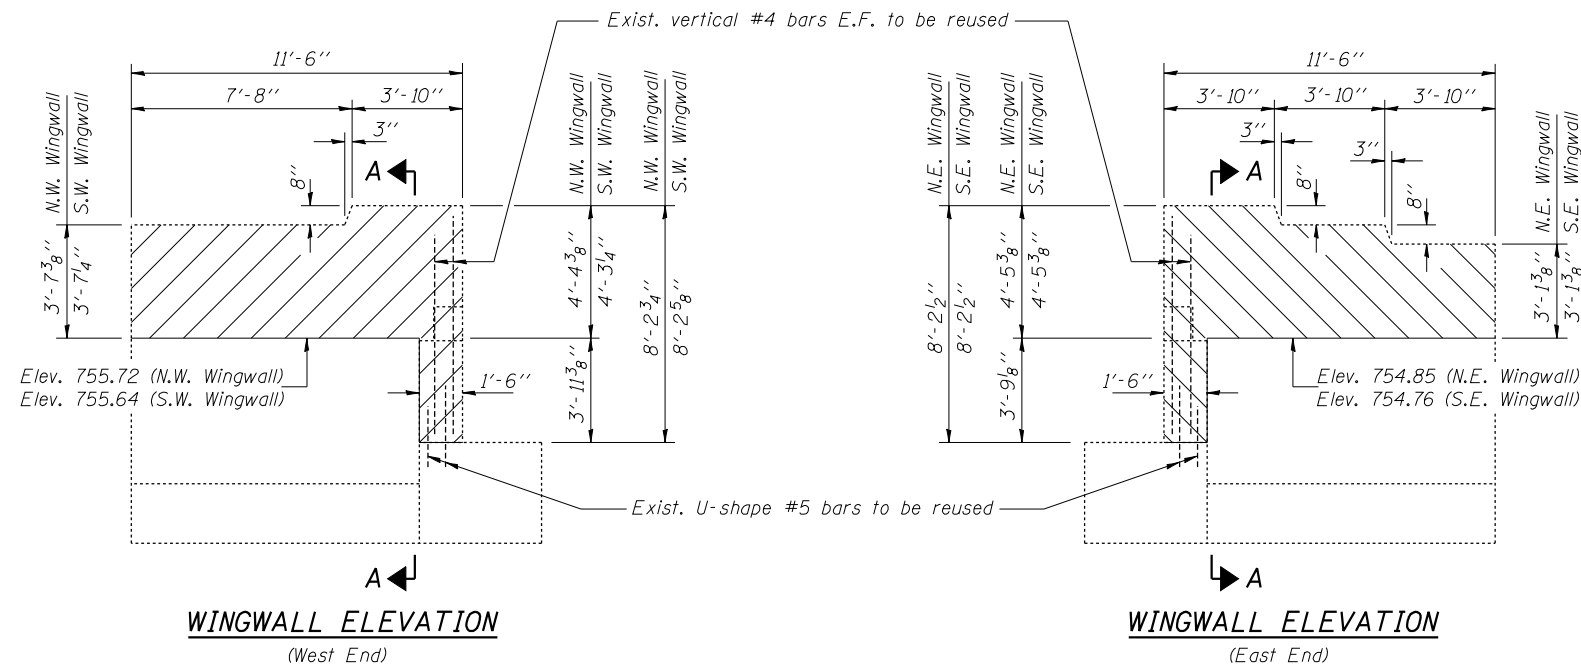 Exist. vertical #4 bars E.F. to be reused
11'-6''
7'-8''
3'-10''
3''
8''
N.W. Wingwall
S.W. Wingwall
3'-7 3/8''
3'-7 1/4''
A
N.W. Wingwall
S.W. Wingwall
4'-4 3/8''
4'-3 1/4''
N.W. Wingwall
S.W. Wingwall
8'-2 3/4''
8'-2 5/8''
3'-11 3/8''
1'-6''
Elev. 755.72 (N.W. Wingwall)
Elev. 755.64 (S.W. Wingwall)
A
WINGWALL ELEVATION
(West End)
Exist. U-shape #5 bars to be reused
11'-6''
3'-10''
3'-10''
3'-10''
3''
3''
8''
8''
A
N.E. Wingwall
S.E. Wingwall
8'-2 1/2''
8'-2 1/2''
N.E. Wingwall
S.E. Wingwall
4'-5 3/8''
4'-5 3/8''
3'-9 1/8''
1'-6''
N.E. Wingwall
S.E. Wingwall
3'-1 3/8''
3'-1 3/8''
Elev. 754.85 (N.E. Wingwall)
Elev. 754.76 (S.E. Wingwall)
A
WINGWALL ELEVATION
(East End)